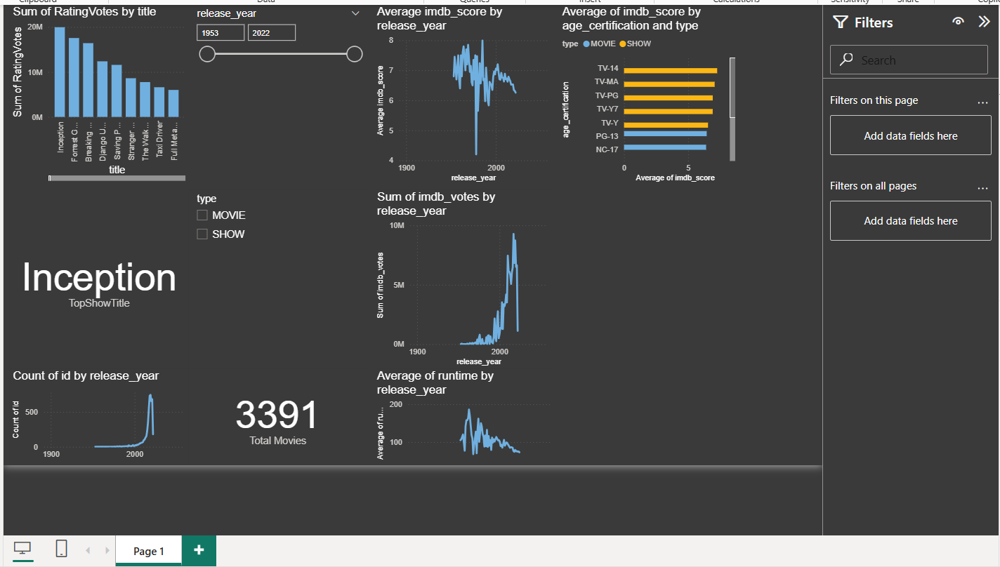 Clipboard
Data
Queries
Insert
Calculations
Sensitivity
Share
Sum of RatingVotes by title
Sum of RatingVotes
20M
10M
0M
Inception
Forrest G...
Breaking ...
Django U...
Saving P...
Stranger ...
The Walk...
Taxi Driver
Full Meta...
title
release_year
1953
2022
Average imdb_score by
release_year
Average imdb_score
8
7
6
5
4
1900
2000
release_year
Average of imdb_score by
age_certification and type
type MOVIE SHOW
age_certification
TV-14
TV-MA
TV-PG
TV-Y7
TV-Y
PG-13
NC-17
0
5
Average of imdb_score
type
MOVIE
SHOW
Sum of imdb_votes by
release_year
Sum of imdb_votes
10M
5M
0M
1900
2000
release_year
Inception
TopShowTitle
Count of id by release_year
Count of id
500
0
1900
2000
3391
Total Movies
Average of runtime by
release_year
Average of ru...
200
100
Filters
Search
Filters on this page
...
Add data fields here
Filters on all pages
...
Add data fields here
Page 1